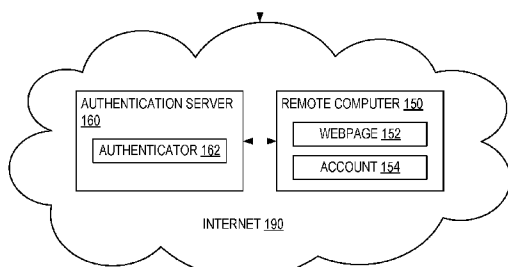 AUTHENTICATION SERVER
160
AUTHENTICATOR 162
REMOTE COMPUTER 150
WEBPAGE 152
ACCOUNT 154
INTERNET 190